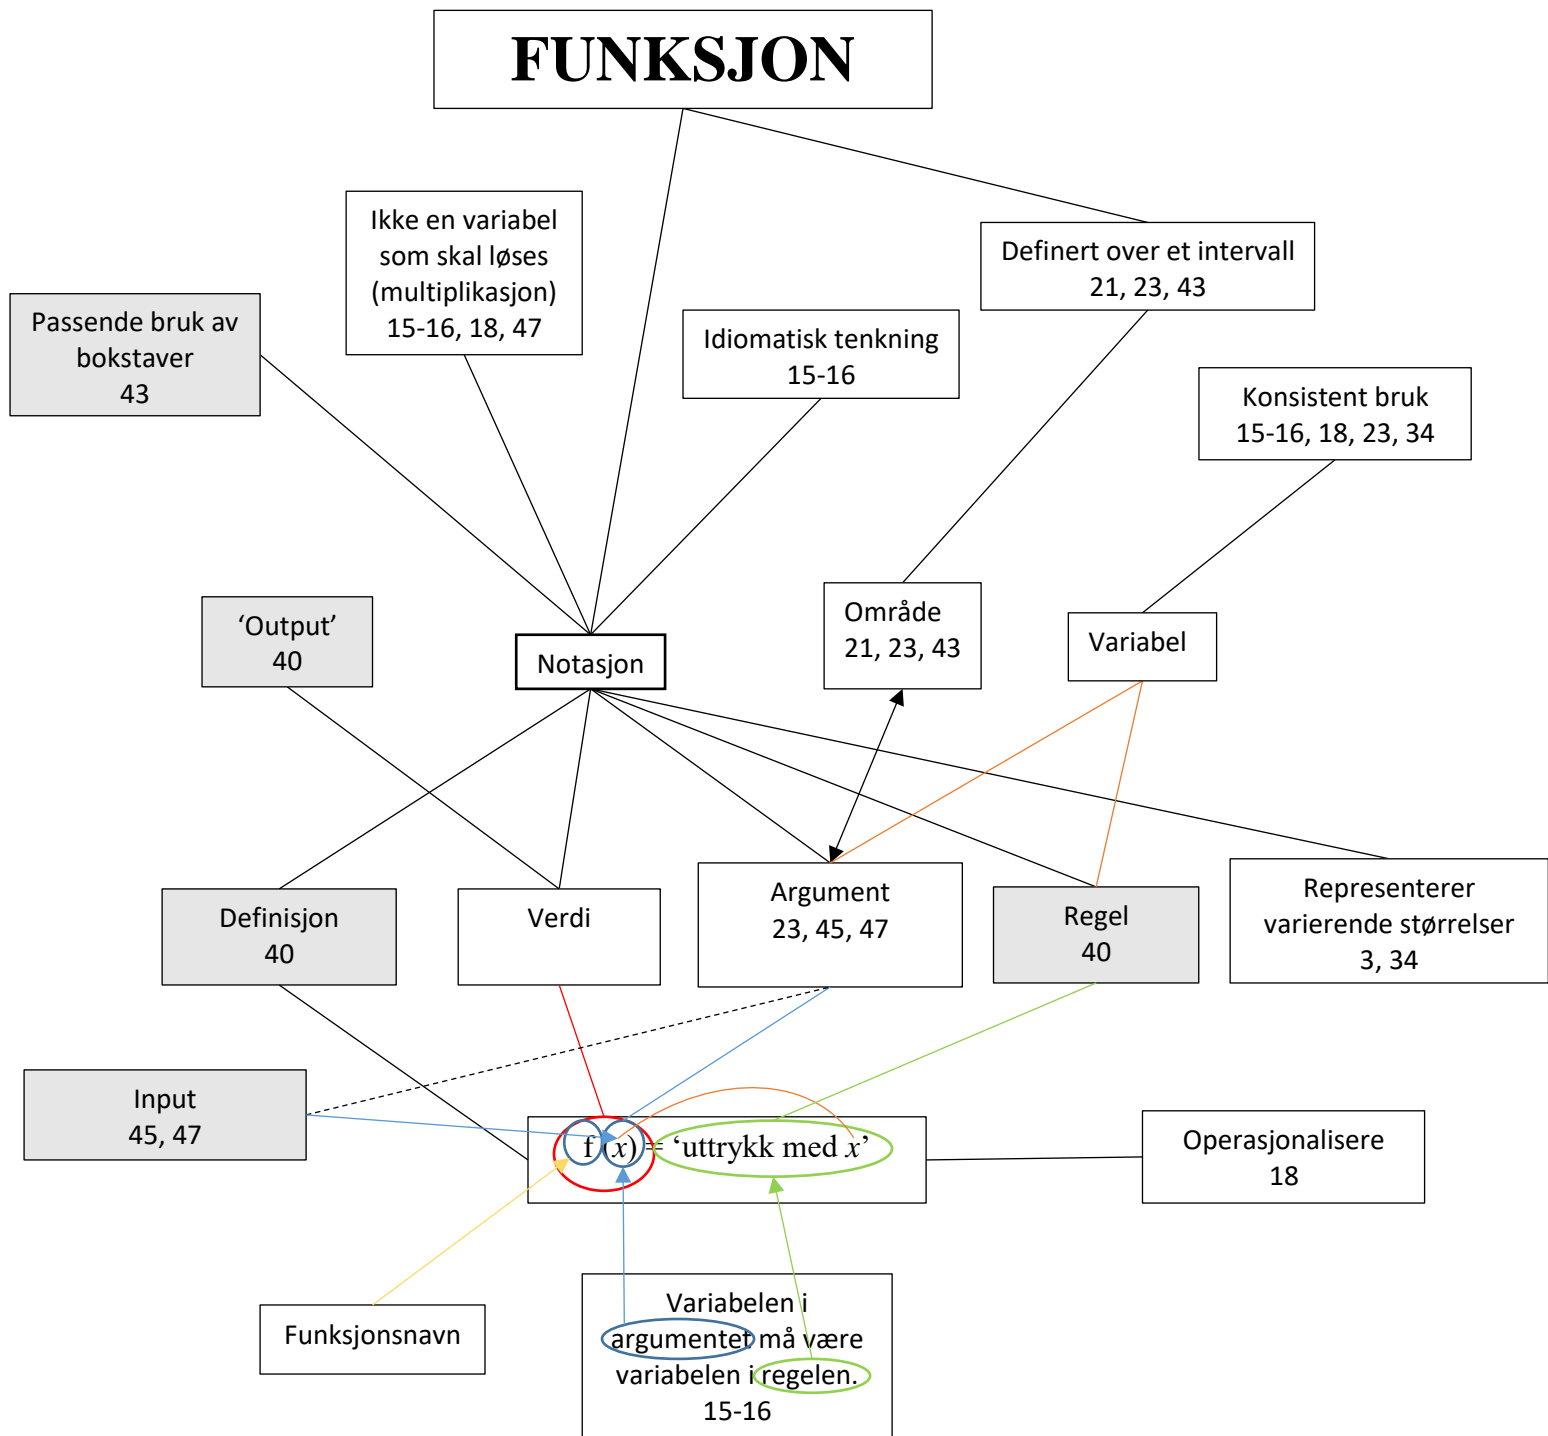 FUNKSJON
Ikke en variabel
som skal løses
(multiplikasjon)
15-16, 18, 47
Definert over et intervall
21, 23, 43
Passende bruk av
bokstaver
43
Idiomatisk tenkning
15-16
Konsistent bruk
15-16, 18, 23, 34
‘Output’
40
Notasjon
Område
21, 23, 43
Variabel
Definisjon
40
Verdi
Argument
23, 45, 47
Regel
40
Representerer
varierende størrelser
3, 34
Input
45, 47
f (x) = ‘uttrykk med x’
Operasjonalisere
18
Funksjonsnavn
Variabelen i
argumentet må være
variabelen i regelen.
15-16